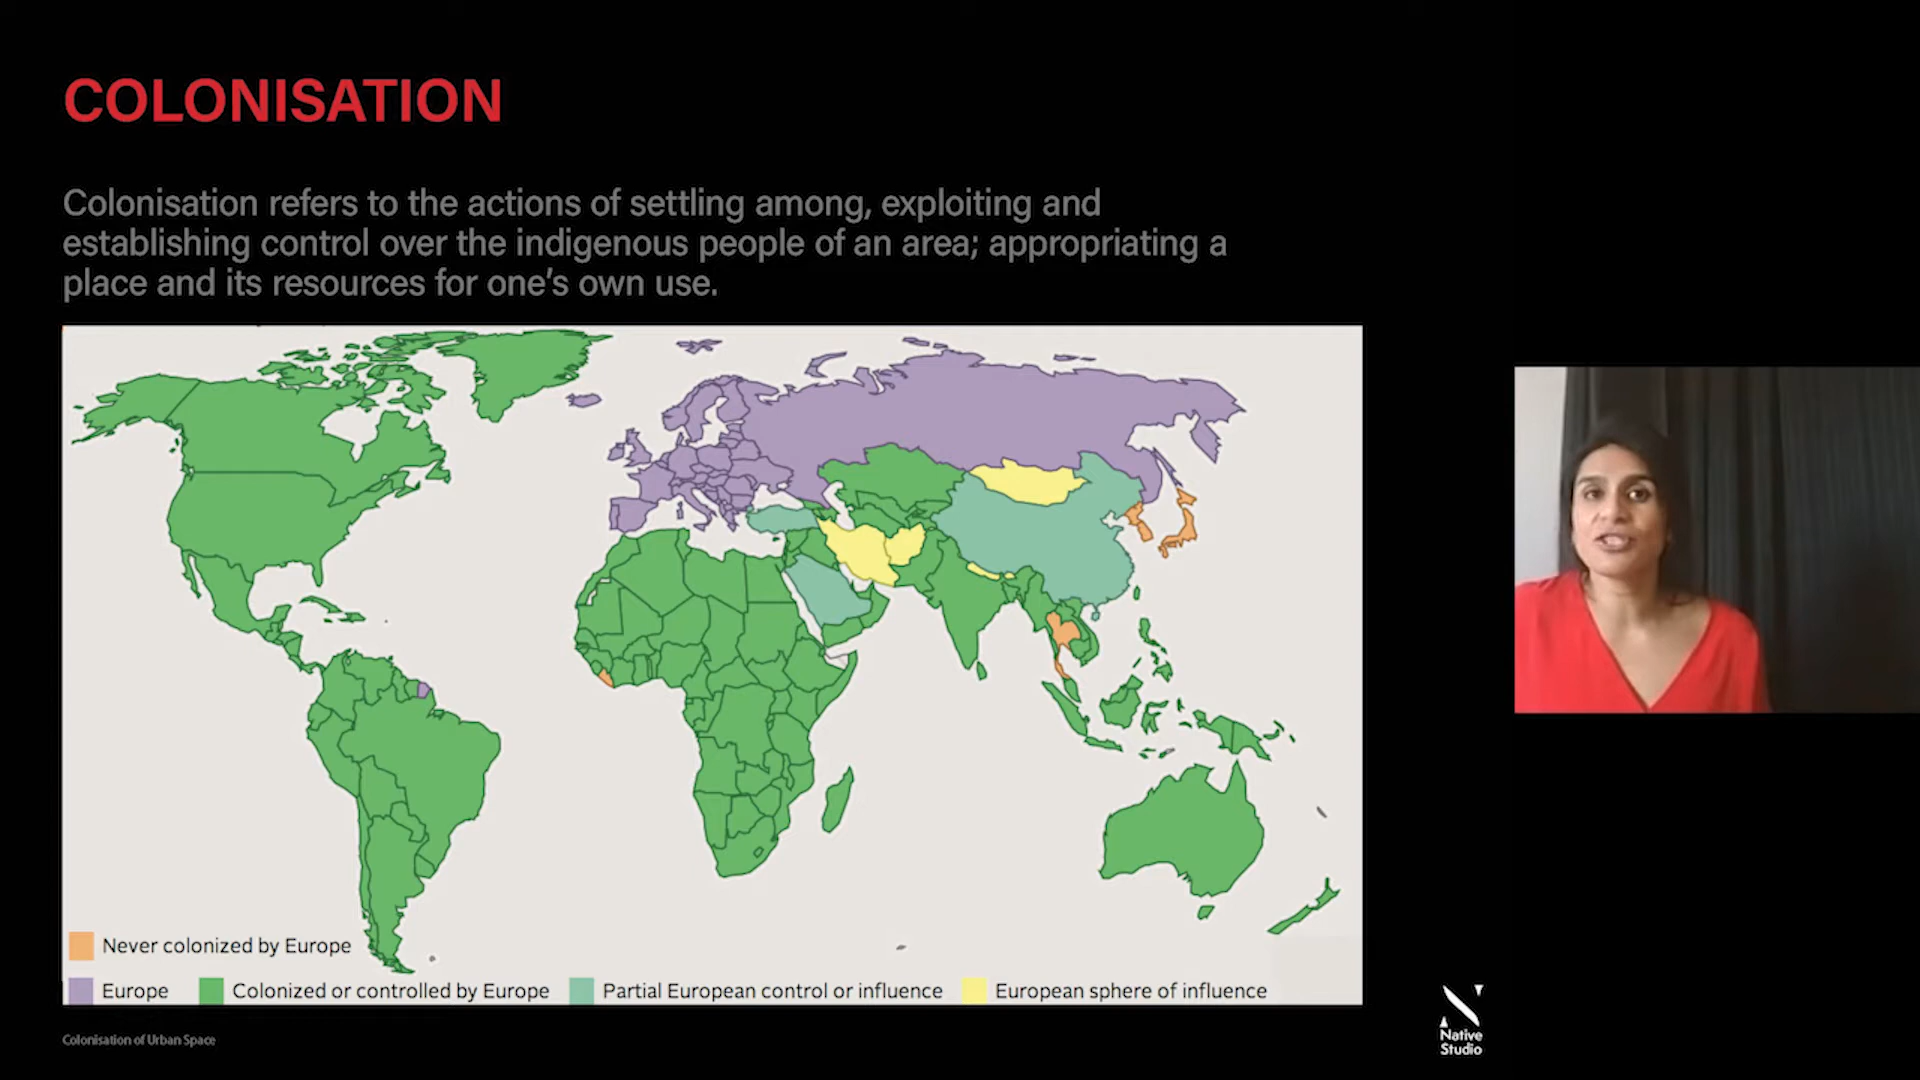 COLONISATION
Colonisation refers to the actions of settling among, exploiting and
establishing control over the indigenous people of an area; appropriating a
place and its resources for one’s own use.
Never colonized by Europe
Europe
Colonized or controlled by Europe
Partial European control or influence
European sphere of influence
Colonisation of Urban Space
Native
Studio